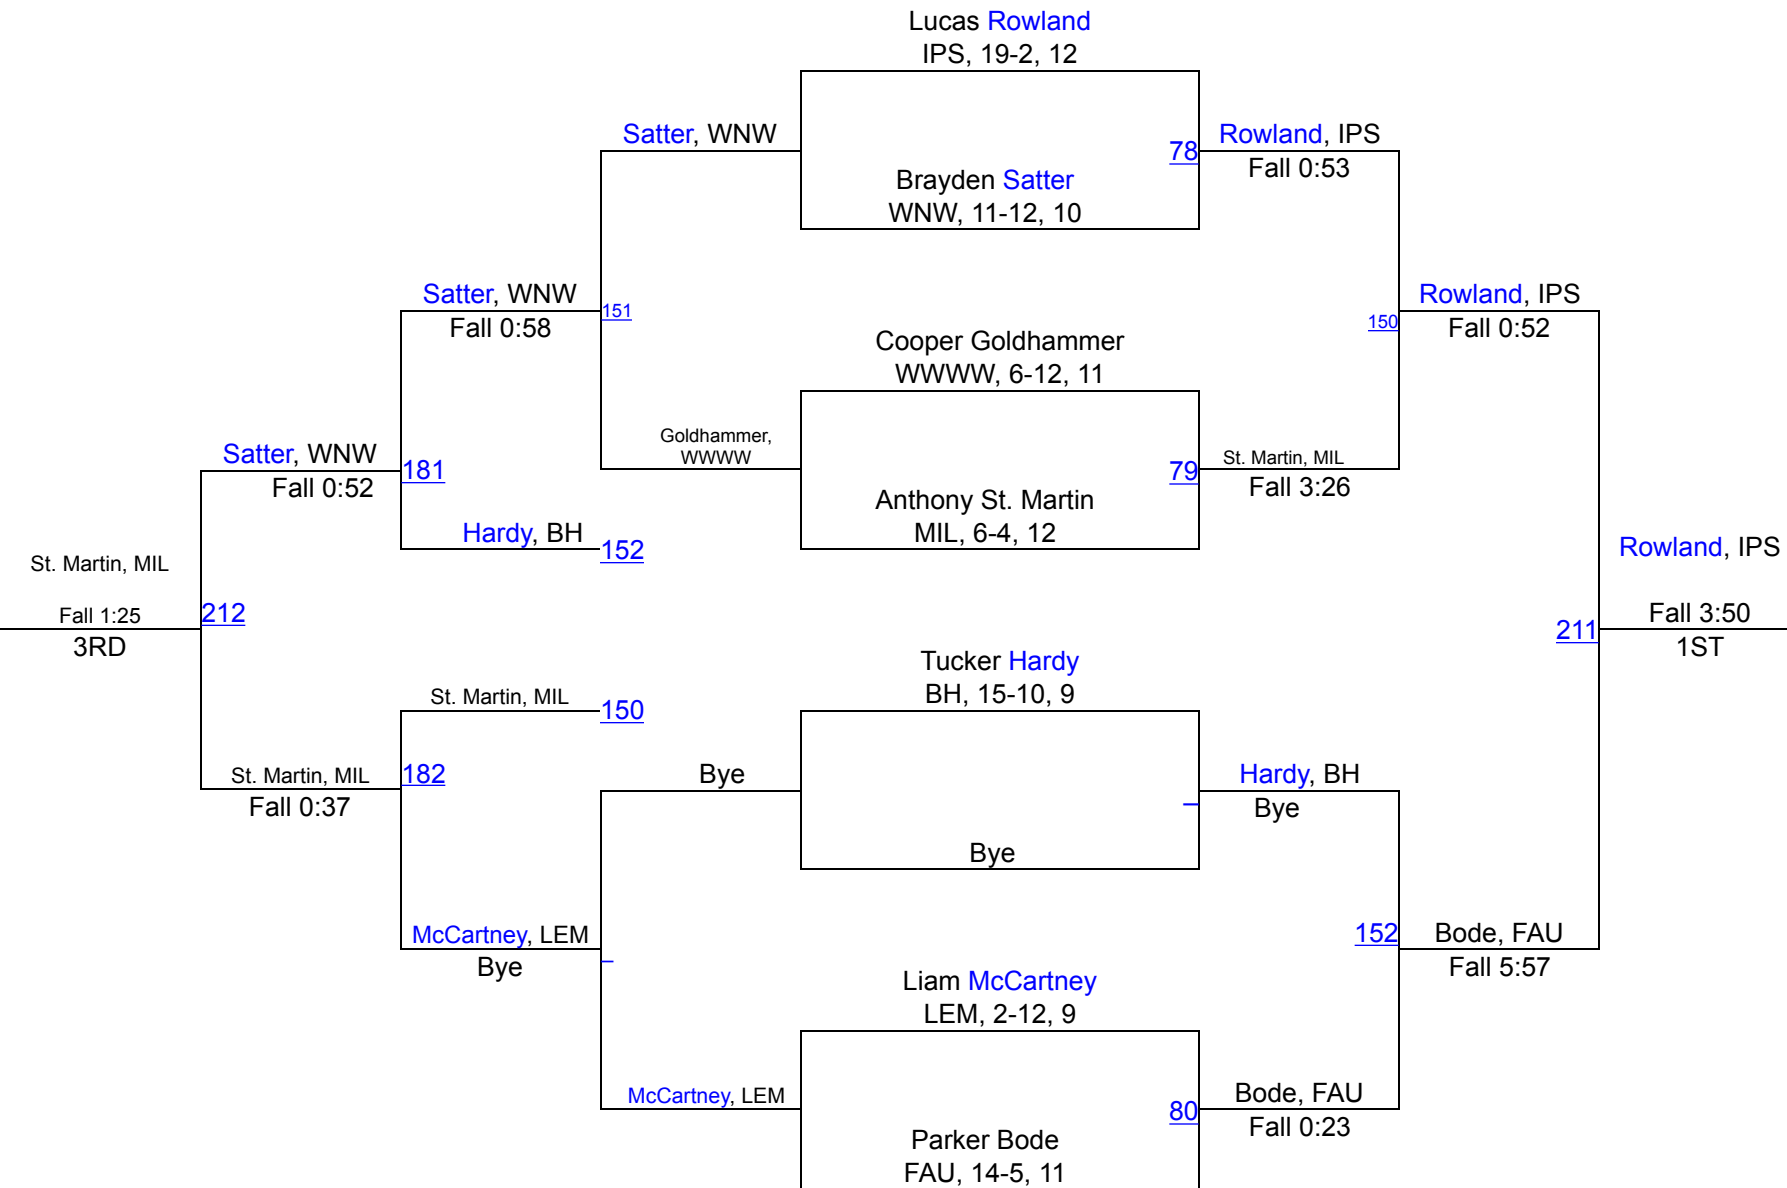 Lucas Rowland
IPS, 19-2, 12
Satter, WNW
78
Rowland, IPS
Fall 0:53
Brayden Satter
WNW, 11-12, 10
Satter, WNW
Fall 0:58
151
150
Rowland, IPS
Fall 0:52
Cooper Goldhammer
WWWW, 6-12, 11
Goldhammer,
WWWW
79
St. Martin, MIL
Fall 3:26
Satter, WNW
Fall 0:52
181
Anthony St. Martin
MIL, 6-4, 12
Hardy, BH
152
St. Martin, MIL
Fall 1:25
3RD
212
Rowland, IPS
Fall 3:50
1ST
211
Tucker Hardy
BH, 15-10, 9
St. Martin, MIL
150
St. Martin, MIL
Fall 0:37
182
Bye
Hardy, BH
Bye
Bye
McCartney, LEM
Bye
152
Bode, FAU
Fall 5:57
Liam McCartney
LEM, 2-12, 9
McCartney, LEM
80
Bode, FAU
Fall 0:23
Parker Bode
FAU, 14-5, 11